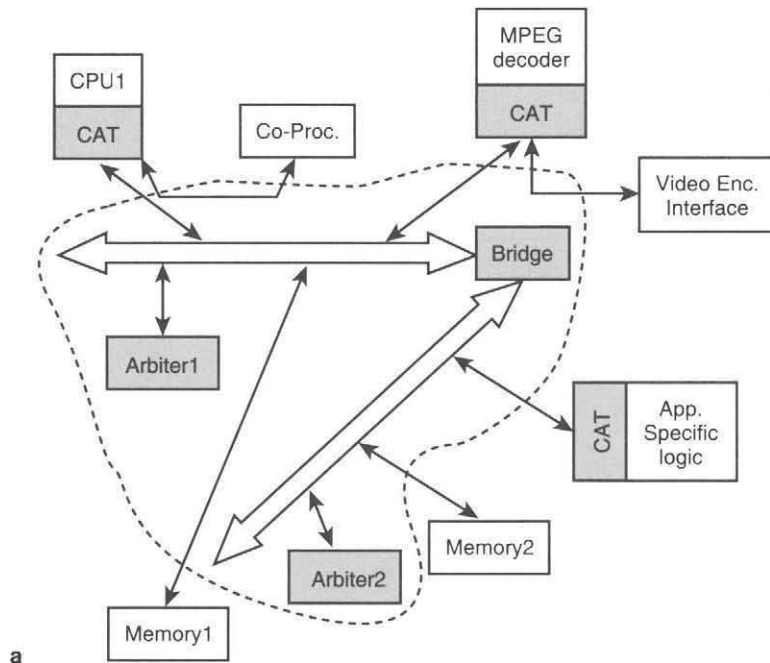 MPEG
decoder
CAT
CPU1
CAT
Co-Proc.
Video Enc.
Interface
Bridge
Arbiter1
CAT
App.
Specific
logic
Memory2
Arbiter2
Memory1
a